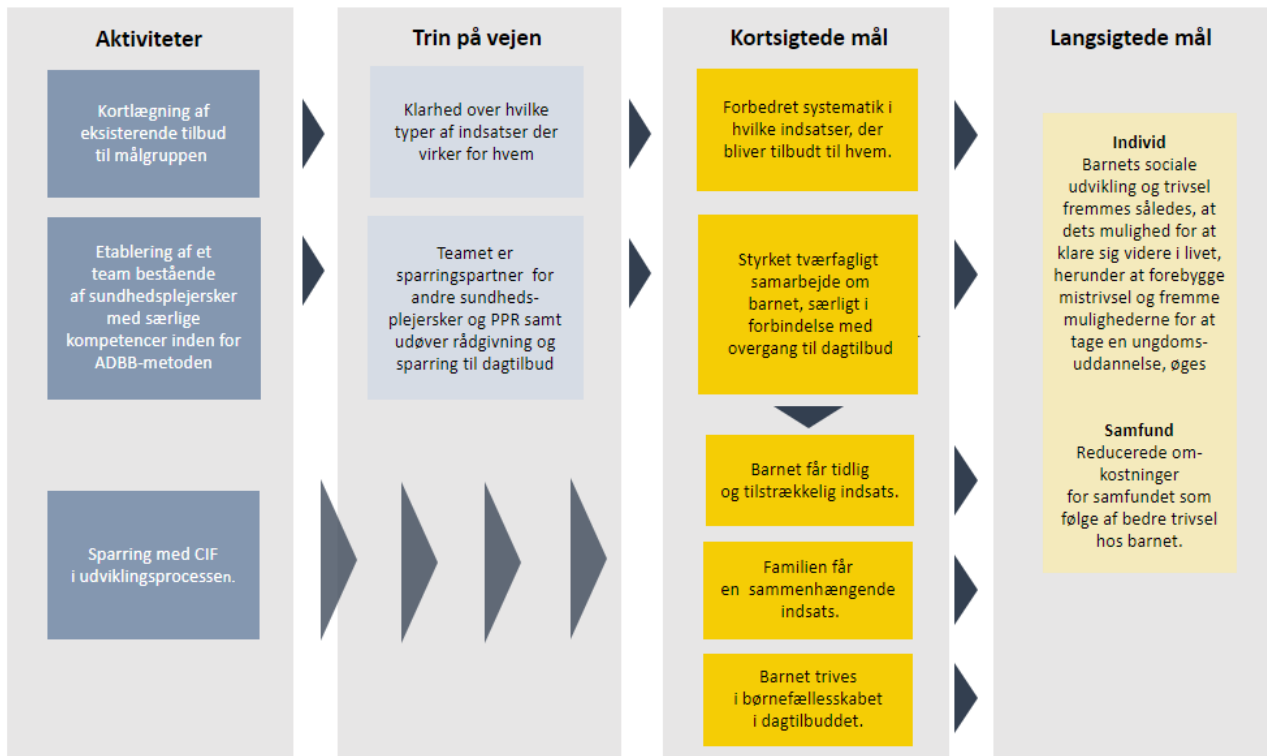 Aktiviteter
Kortlægning af
eksisterende tilbud
til målgruppen
Etablering af et
team bestående
af sundhedsplejersker
med særlige
kompetencer inden for
ADBB-metoden
Sparring med CIF
i udviklingsprocessen.
Trin på vejen
Klarhed over hvilke
typer af indsatser der
virker for hvem
Teamet er
sparringspartner for
andre sundheds-
plejersker og PPR samt
udøver rådgivning og
sparring til dagtilbud
Kortsigtede mål
Forbedret systematik i
hvilke indsatser, der
bliver tilbudt til hvem.
Styrket tværfagligt
samarbejde om
barnet, særligt i
forbindelse med
overgang til dagtilbud
Barnet får tidlig
og tilstrækkelig indsats.
Familien får
en sammenhængende
indsats.
Barnet trives
i børnefællesskabet
i dagtilbuddet.
Langsigtede mål
Individ
Barnets sociale
udvikling og trivsel
fremmes således, at
dets mulighed for at
klare sig videre i livet,
herunder at forebygge
mistrivsel og fremme
mulighederne for at
tage en ungdoms-
uddannelse, øges
Samfund
Reducerede om-
kostninger
for samfundet som
følge af bedre trivsel
hos barnet.